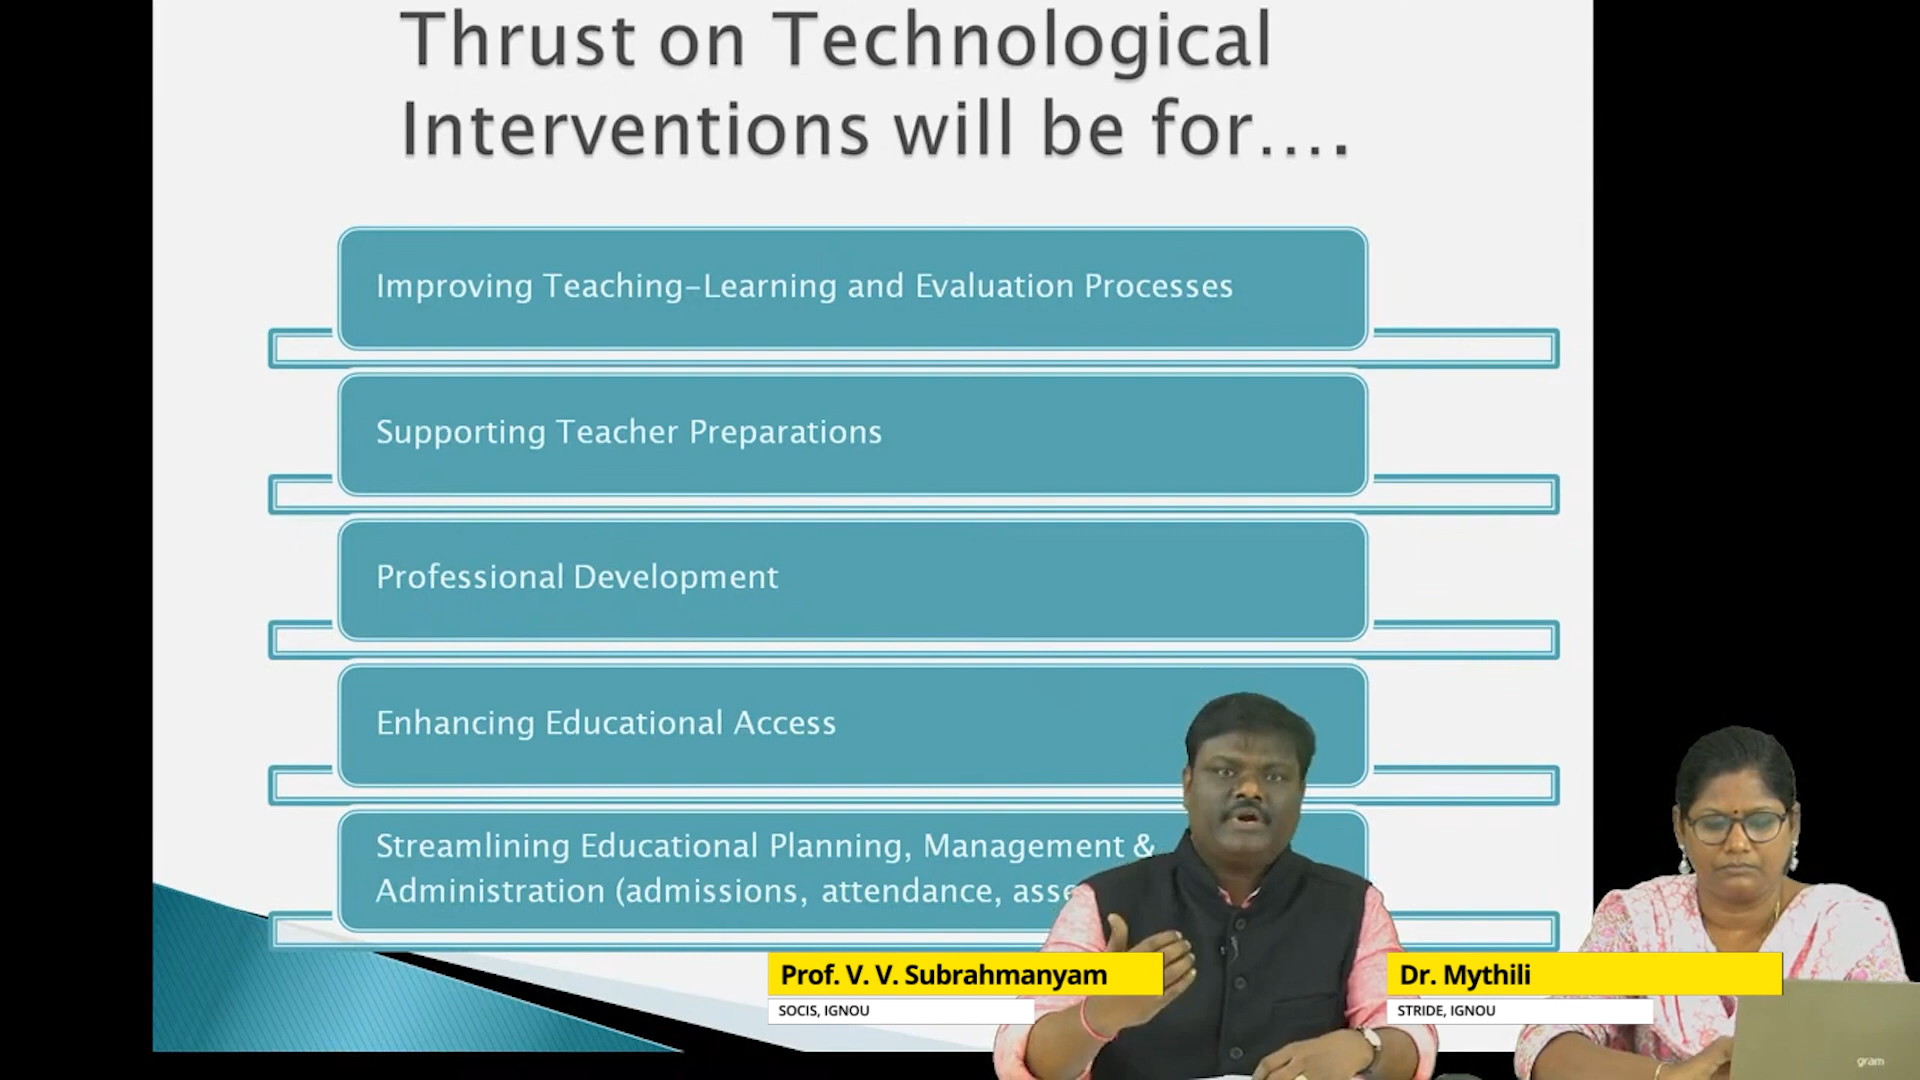 Thrust on Technological
Interventions will be for....
Improving Teaching-Learning and Evaluation Processes
Supporting Teacher Preparations
Professional Development
Enhancing Educational Access
Streamlining Educational Planning, Management &
Administration (admissions, attendance,
Prof. V. V. Subrahmanyam
SOCIS, IGNOU
Dr. Mythili
STRIDE, IGNOU
gram